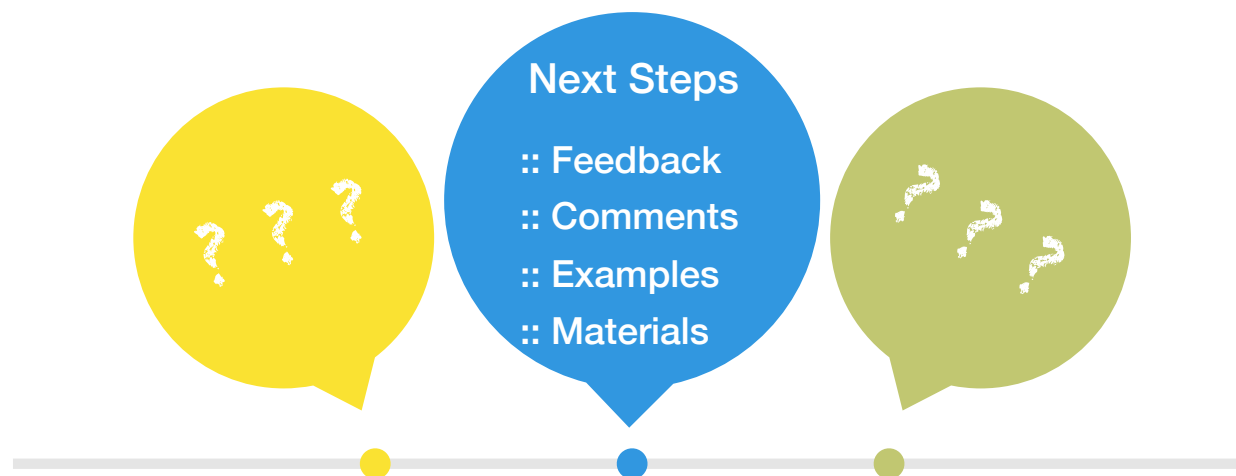 ? ? ?
Next Steps
:: Feedback
:: Comments
:: Examples
:: Materials
? ? ?